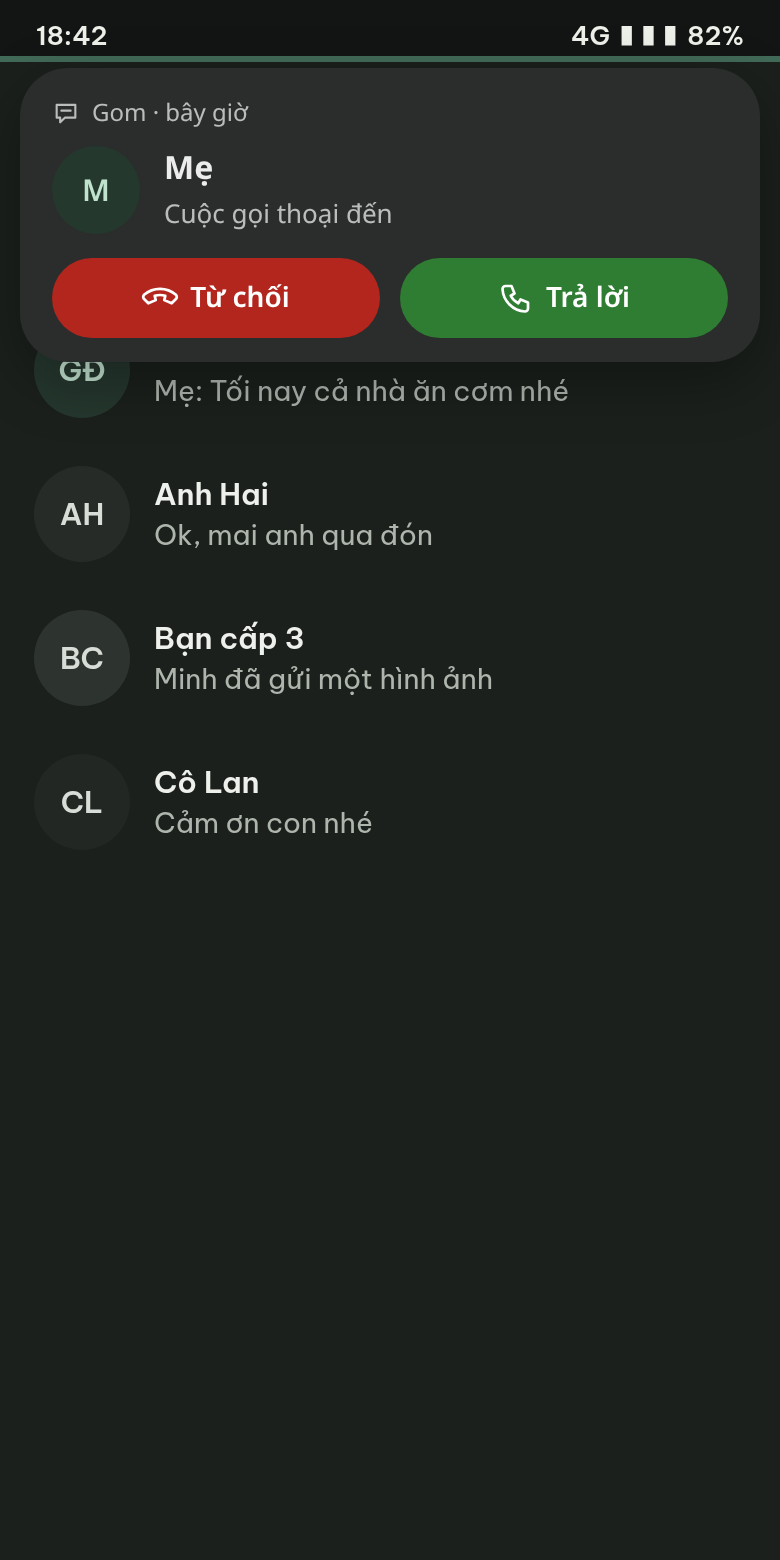 18:42 4G 82%
Gom · bây giờ
M
Mẹ
Cuộc gọi thoại đến
Từ chối
Trả lời
GĐ
Mẹ: Tối nay cả nhà ăn cơm nhé
AH
Anh Hai
Ok, mai anh qua đón
BC
Bạn cấp 3
Minh đã gửi một hình ảnh
CL
Cô Lan
Cảm ơn con nhé